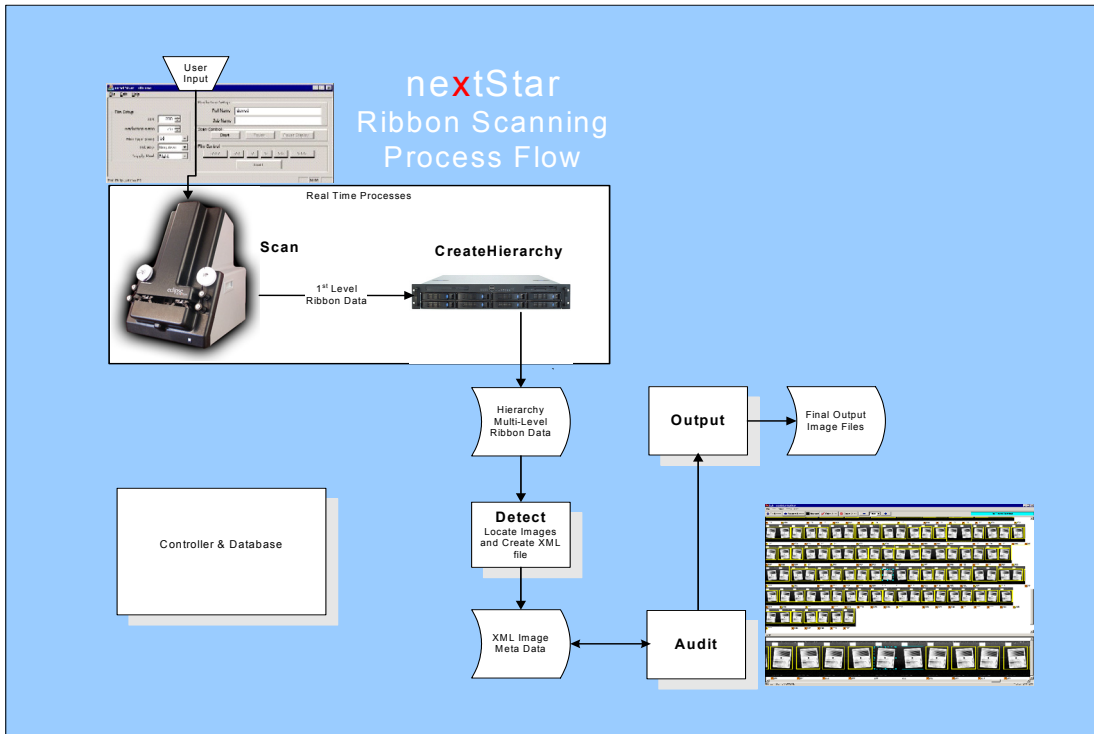 User
Input
nextStar
Ribbon Scanning
Process Flow
Real Time Processes
Scan
CreateHierarchy
1st Level
Ribbon Data
Hierarchy
Multi-Level
Ribbon Data
Output
Final Output
Image Files
Detect
Locate Images
and Create XML
file
Controller & Database
XML Image
Meta Data
Audit